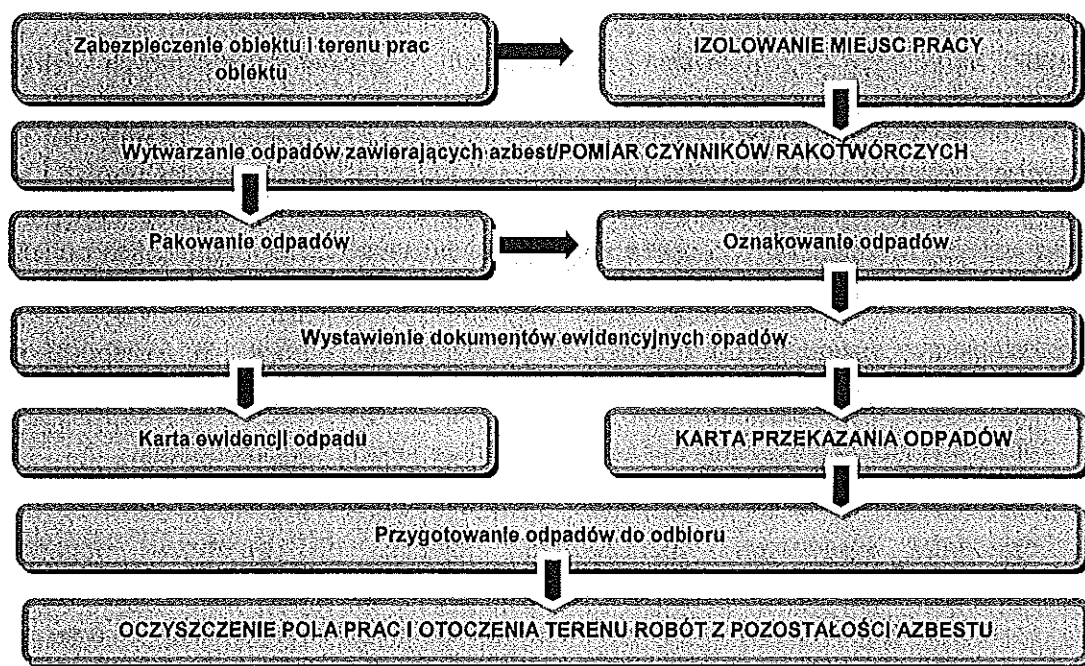 Zabezpieczenie obiektu i terenu prac
obiektu
IZOLOWANIE MIEJSC PRACY
Wytwarzanie odpadów zawierających azbest/POMIAR CZYNNIKÓW RAKOTWÓRCZYCH
Pakowanie odpadów
Oznakowanie odpadów
Wystawienie dokumentów ewidencyjnych opadów
Karta ewidencji odpadu
KARTA PRZEKAZANIA ODPADÓW
Przygotowanie odpadów do odbioru
OCZYSZCZENIE POLA PRAC I OTOCZENIA TERENU ROBÓT Z POZOSTAŁOŚCI AZBESTU